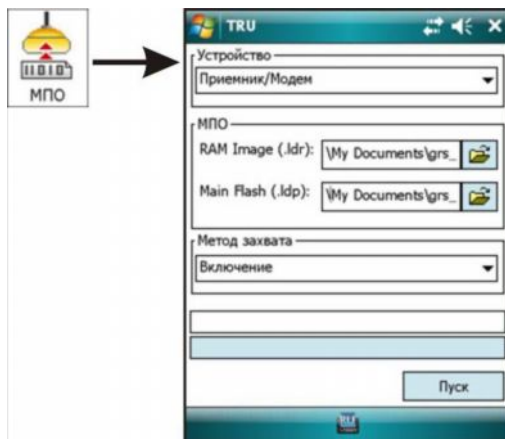 11010
МПО
TRU
Устройство
Приемник/Модем
МПО
RAM Image (.ldr): \My Documents\grs_
Main Flash (.ldp): \My Documents\grs_
Метод захвата
Включение
Пуск